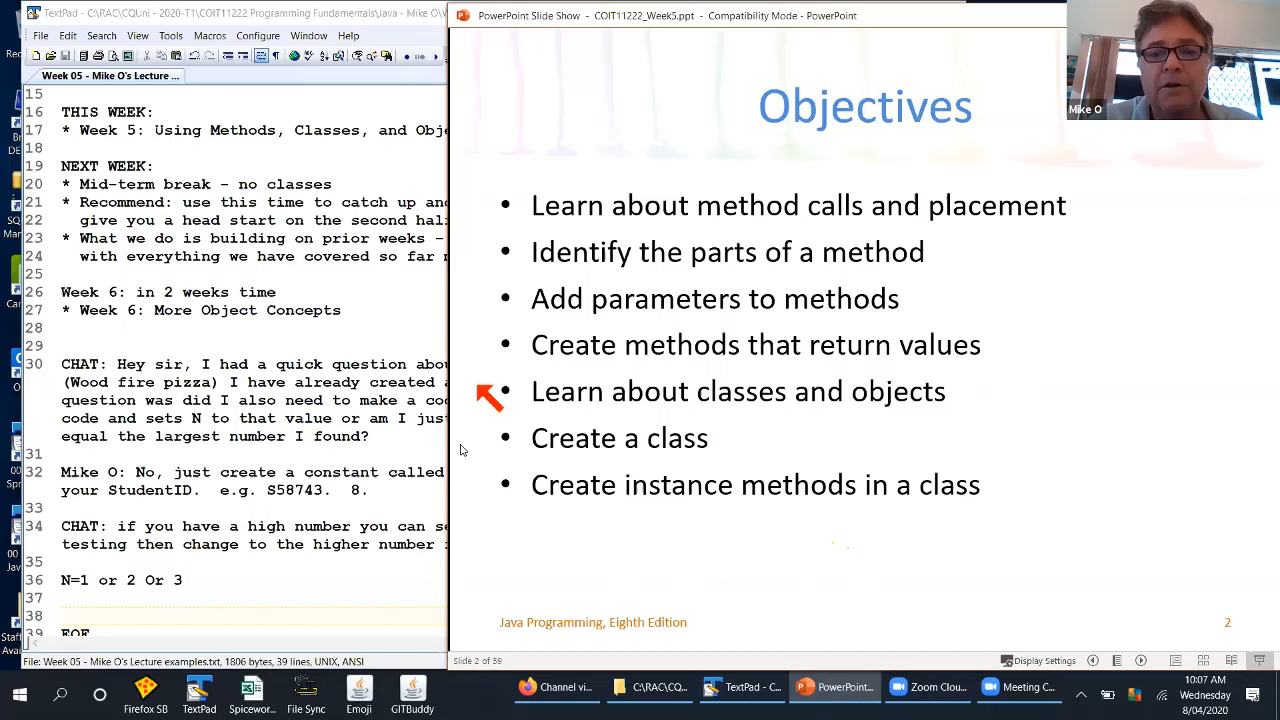 TextPad - C:\RAC\CQUni - 2020-T1\COIT11222 Programming Fundamentals\Java - Mike O
File Edit Search View Tools Macros Configure Window Help
Week 05 - Mike O's Lecture ...
15
16 THIS WEEK:
17 * Week 5: Using Methods, Classes, and Obje
18
19 NEXT WEEK:
20 * Mid-term break - no classes
21 * Recommend: use this time to catch up and
22 give you a head start on the second hal
23 * What we do is building on prior weeks -
24 with everything we have covered so far
25
26 Week 6: in 2 weeks time
27 * Week 6: More Object Concepts
28
29
30 CHAT: Hey sir, I had a quick question abou
(Wood fire pizza) I have already created a
question was did I also need to make a co
code and sets N to that value or am I jus
equal the largest number I found?
31
32 Mike O: No, just create a constant called
your StudentID. e.g. S58743. 8.
33
34 CHAT: if you have a high number you can se
testing then change to the higher number
35
36 N=1 or 2 Or 3
37
38
39 EOF
File: Week 05 - Mike O's Lecture examples.txt, 1806 bytes, 39 lines, UNIX, ANSI
PowerPoint Slide Show - COIT11222_Week5.ppt - Compatibility Mode - PowerPoint
Mike O
Objectives
• Learn about method calls and placement
• Identify the parts of a method
• Add parameters to methods
• Create methods that return values
• Learn about classes and objects
• Create a class
• Create instance methods in a class
Java Programming, Eighth Edition
2
Slide 2 of 59
Display Settings
Firefox SB
TextPad
Spicewor...
File Sync
Emoji
GITBuddy
Channel vi...
C:\RAC\CQ...
TextPad - C...
PowerPoint...
Zoom Clou...
Meeting C...
10:07 AM
Wednesday
8/04/2020